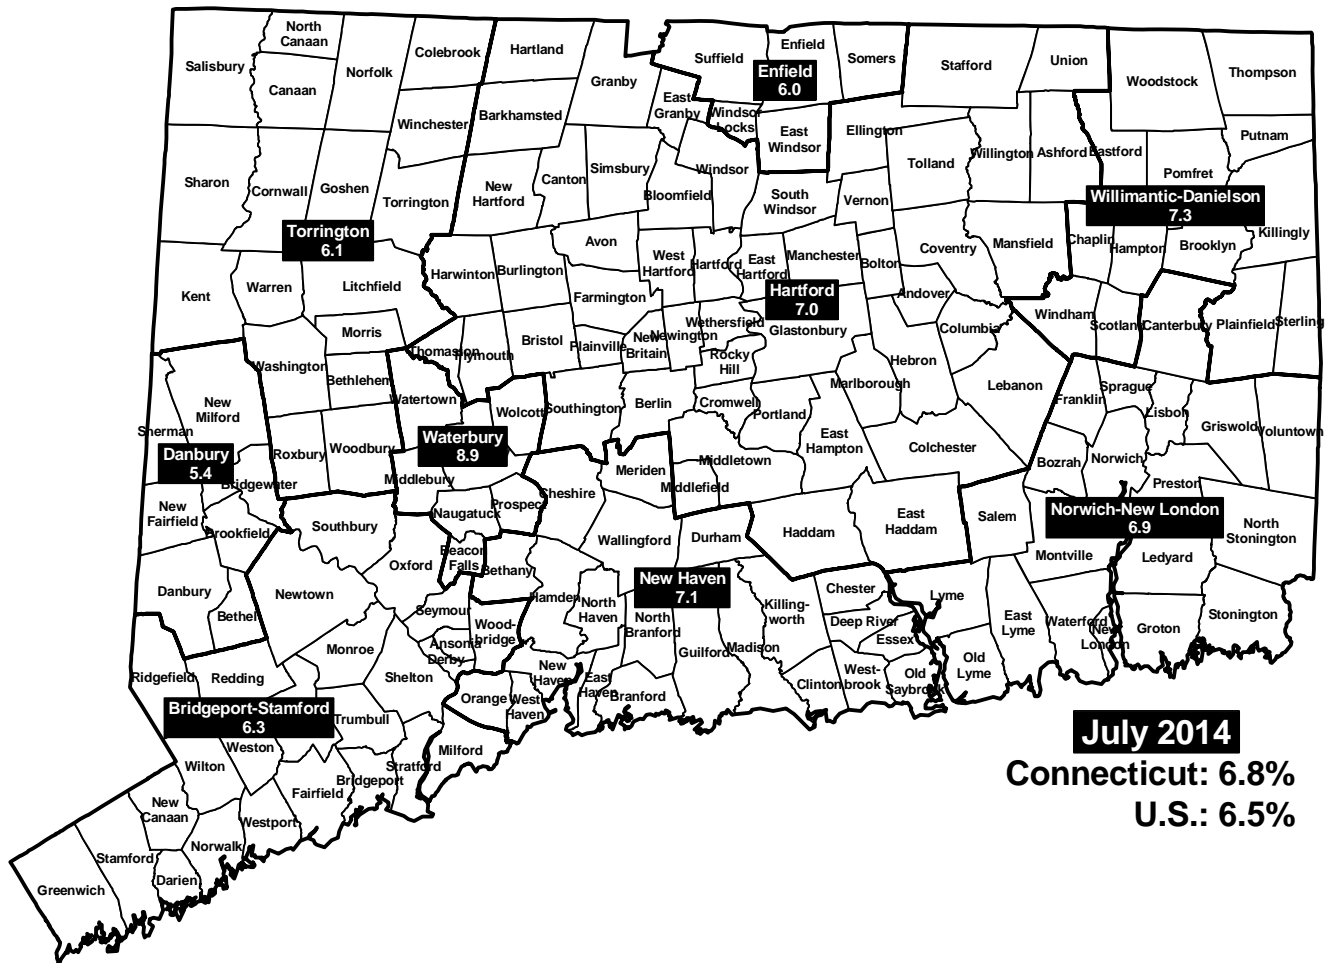 North
Canaan
Colebrook
Hartland
Suffield
Enfield
Somers
Stafford
Union
Woodstock
Thompson
Salisbury
Norfolk
Canaan
Granby
Enfield
6.0
East
Granby
Windsor
Locks
Winchester
Barkhamsted
East
Windsor
Ellington
Tolland
Willington
Ashford
Eastford
Putnam
Pomfret
Sharon
Cornwall
Goshen
Torrington
New
Hartford
Canton
Simsbury
Bloomfield
Windsor
South
Windsor
Vernon
Willimantic-Danielson
7.3
Torrington
6.1
Avon
West
Hartford
Hartford
East
Hartford
Manchester
Bolton
Coventry
Mansfield
Chaplin
Hampton
Brooklyn
Killingly
Kent
Warren
Litchfield
Harwinton
Burlington
Farmington
Hartford
7.0
Andover
Columbia
Windham
Scotland
Canterbury
Plainfield
Sterling
Morris
Thomaston
Plymouth
Bristol
Plainville
New
Britain
Newington
Wethersfield
Rocky
Hill
Glastonbury
Hebron
Marlborough
Lebanon
Washington
Bethlehem
Watertown
Wolcott
Southington
Berlin
Cromwell
Portland
East
Hampton
Colchester
Franklin
Sprague
Lisbon
Griswold
Voluntown
Sherman
New
Milford
Danbury
5.4
Bridgewater
Roxbury
Woodbury
Waterbury
8.9
Middlebury
Naugatuck
Prospect
Cheshire
Meriden
Middletown
Middlefield
Bozrah
Norwich
Preston
Norwich-New London
6.9
North
Stonington
New
Fairfield
Brookfield
Southbury
Oxford
Beacon
Falls
Bethany
Wallingford
Durham
Haddam
East
Haddam
Salem
Montville
Ledyard
Danbury
Bethel
Newtown
Seymour
Hamden
North
Haven
New Haven
7.1
North
Branford
Killing-
worth
Chester
Deep River
Essex
Lyme
East
Lyme
Waterford
New
London
Groton
Stonington
Ridgefield
Redding
Monroe
Ansonia
Derby
Wood-
bridge
Shelton
New
Haven
East
Haven
Branford
Guilford
Madison
Clinton
West-
brook
Old
Saybrook
Old
Lyme
Bridgeport-Stamford
6.3
Trumbull
Orange
West
Haven
Milford
Stratford
Bridgeport
Fairfield
Weston
Wilton
New
Canaan
Westport
Norwalk
Stamford
Darien
Greenwich
July 2014
Connecticut: 6.8%
U.S.: 6.5%